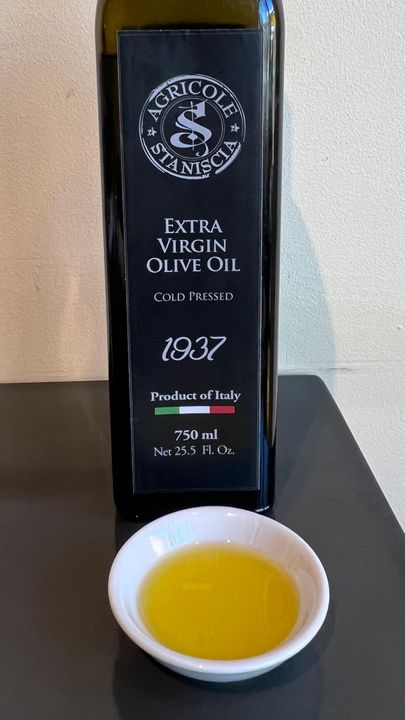 AGRICOLE
S
STANISCIA
EXTRA
VIRGIN
OLIVE OIL
COLD PRESSED
1937
Product of Italy
750 ml
Net 25.5 Fl. Oz.